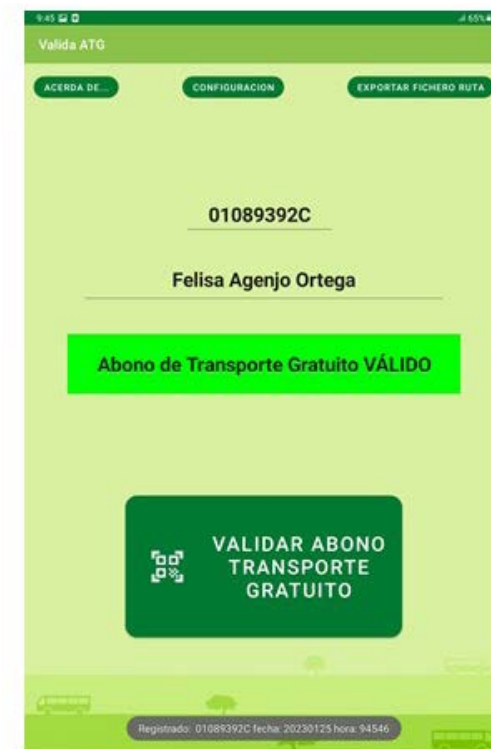 9:45
65%
Valida ATG
ACERDA DE...
CONFIGURACION
EXPORTAR FICHERO RUTA
01089392C
Felisa Agenjo Ortega
Abono de Transporte Gratuito VÁLIDO
VALIDAR ABONO
TRANSPORTE
GRATUITO
Registrado: 01089392C fecha: 20230125 hora: 94546